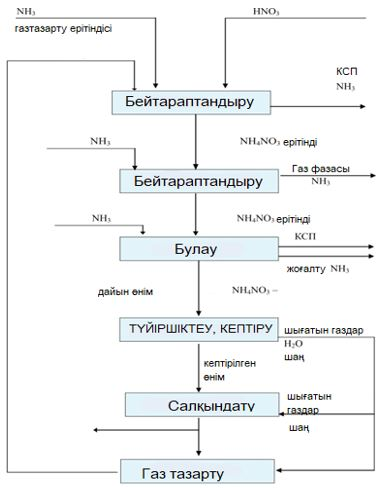 NH3
HNO3
газтазарту ерітіндісі
КСП
NH3
Бейтараптандыру
NH3
NH4NO3 ерітінді
Газ фазасы
NH3
Бейтараптандыру
NH3
NH4NO3 ерітінді
КСП
Булау
жоғалту NH3
дайын өнім
NH4NO3 –
ТҮЙІРШІКТЕУ, КЕПТІРУ
шығатын газдар
H2O
шаң
кептірілген
өнім
Салқындату
шығатын
газдар
шаң
Газ тазарту